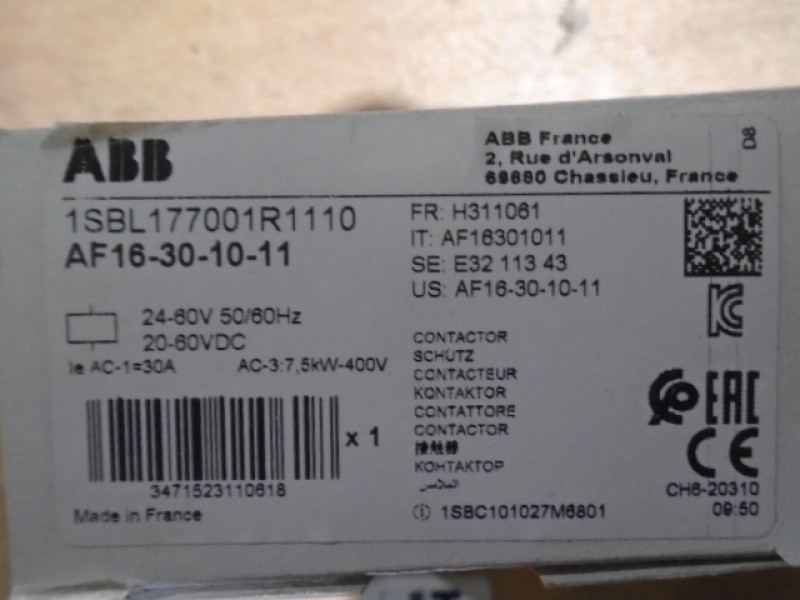 ABB
ABB France
2, Rue d'Arsonval
69680 Chassieu, France
D8
1SBL177001R1110
AF16-30-10-11
FR: H311061
IT: AF16301011
SE: E32 113 43
US: AF16-30-10-11
24-60V 50/60Hz
20-60VDC
Ie AC-1=30A AC-3:7,5kW-400V
CONTACTOR
SCHÜTZ
CONTACTEUR
KONTAKTOR
CONTATTORE
CONTACTOR
接触器
КОНТАКТОР
x 1
3471523110618
Made in France
1SBC101027M6801
EAC
CE
CH6-20310
09:50